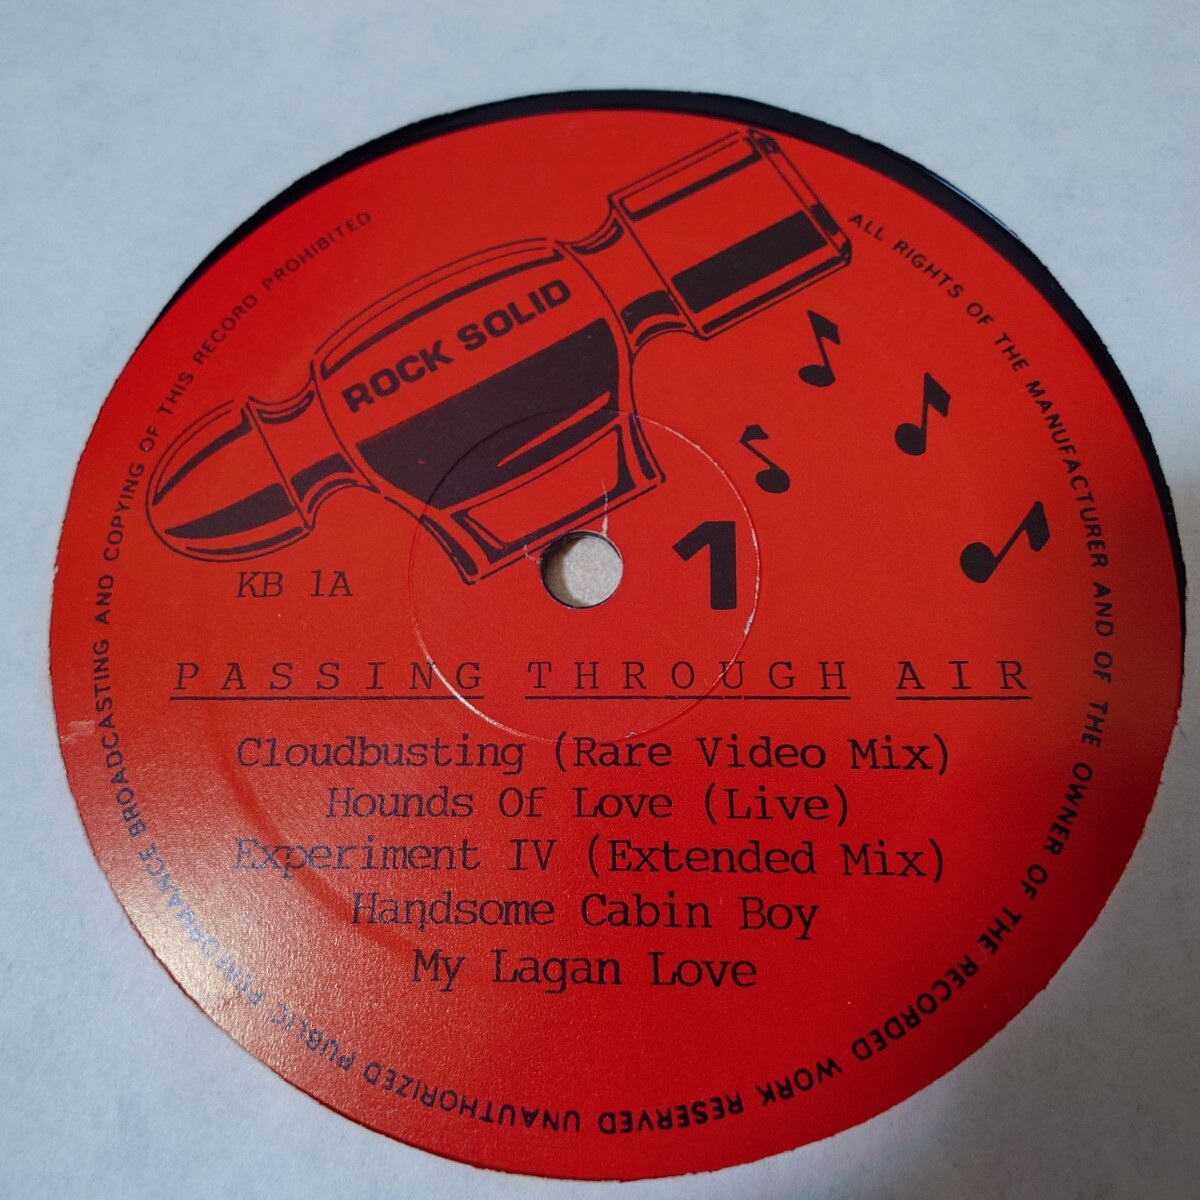 ROCK SOLID
KB 1A
1
PASSING THROUGH AIR
Cloudbusting (Rare Video Mix)
Hounds Of Love (Live)
Experiment IV (Extended Mix)
Handsome Cabin Boy
My Lagan Love
ALL RIGHTS OF THE MANUFACTURER AND OF THE OWNER OF THE RECORDED WORK RESERVED UNAUTHORIZED PUBLIC PERFORMANCE BROADCASTING AND COPYING OF THIS RECORD PROHIBITED